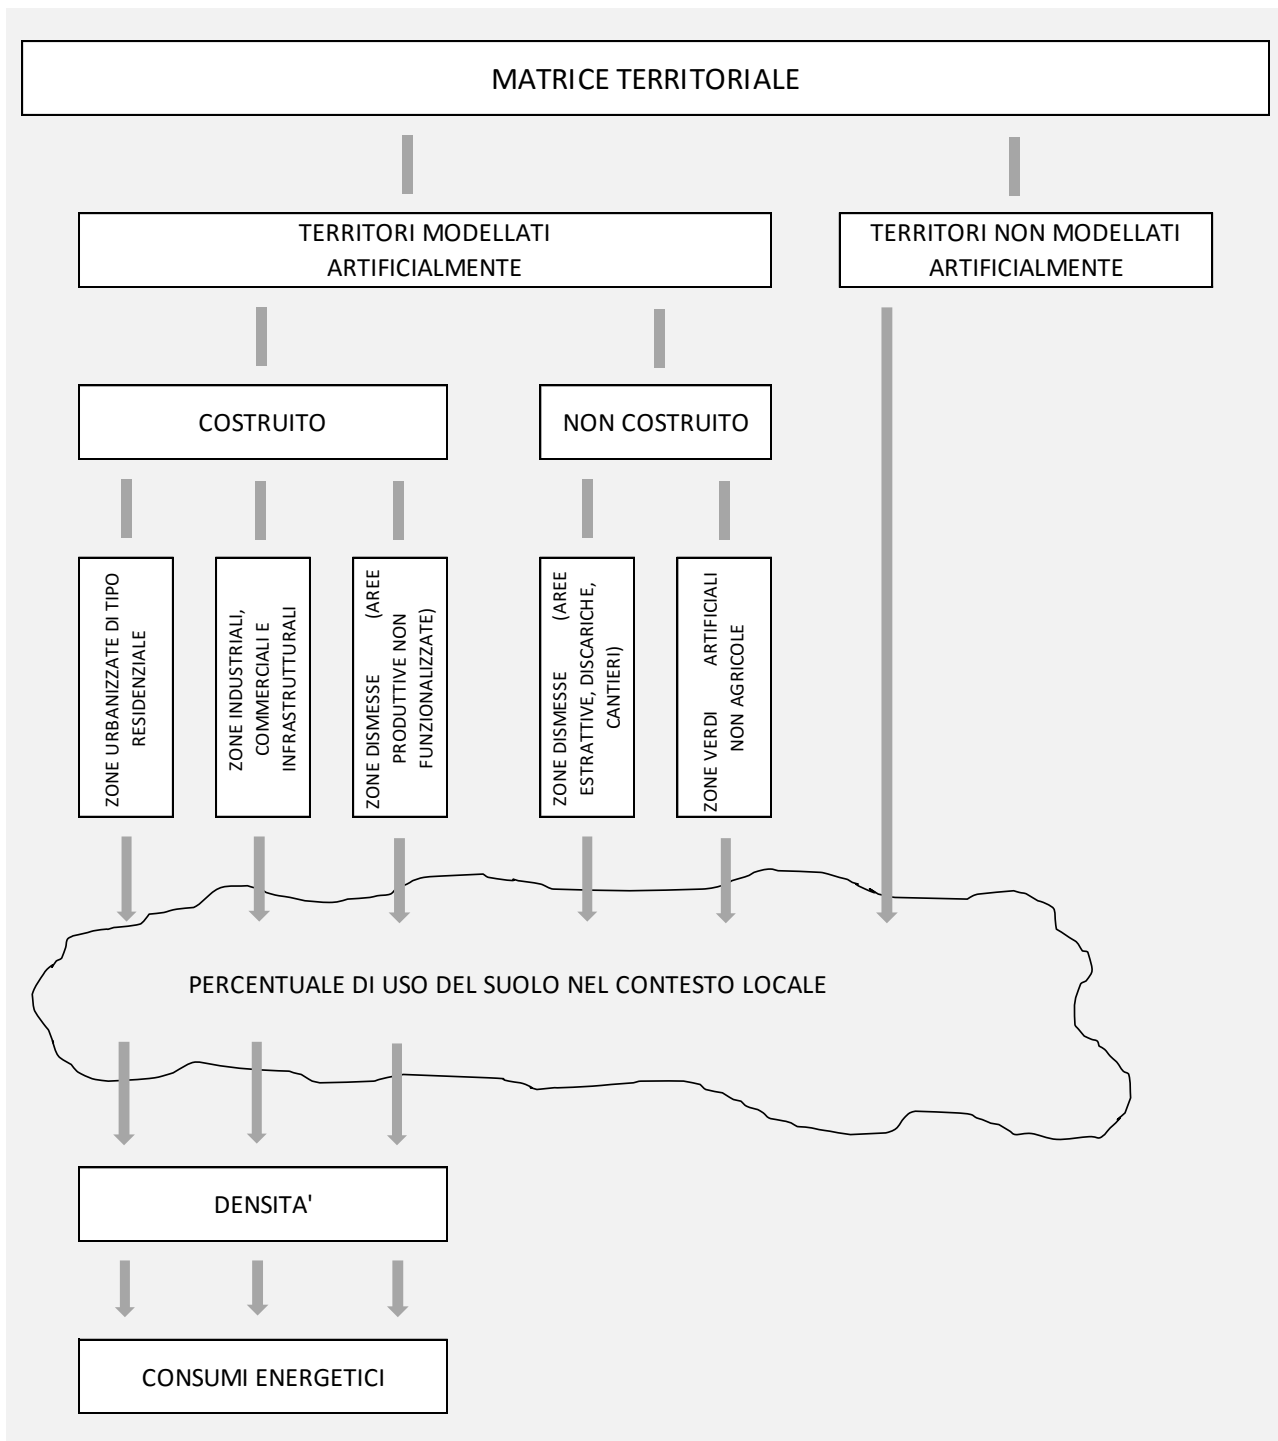 MATRICE TERRITORIALE
TERRITORI MODELLATI
ARTIFICIALMENTE
TERRITORI NON MODELLATI
ARTIFICIALMENTE
COSTRUITO
NON COSTRUITO
ZONE URBANIZZATE DI TIPO
RESIDENZIALE
ZONE INDUSTRIALI,
COMMERCIALI E
INFRASTRUTTURALI
ZONE DISMESSE (AREE
PRODUTTIVE NON
FUNZIONALIZZATE)
ZONE DISMESSE (AREE
ESTRATTIVE, DISCARICHE,
CANTIERI)
ZONE VERDI ARTIFICIALI
NON AGRICOLE
PERCENTUALE DI USO DEL SUOLO NEL CONTESTO LOCALE
DENSITA'
CONSUMI ENERGETICI